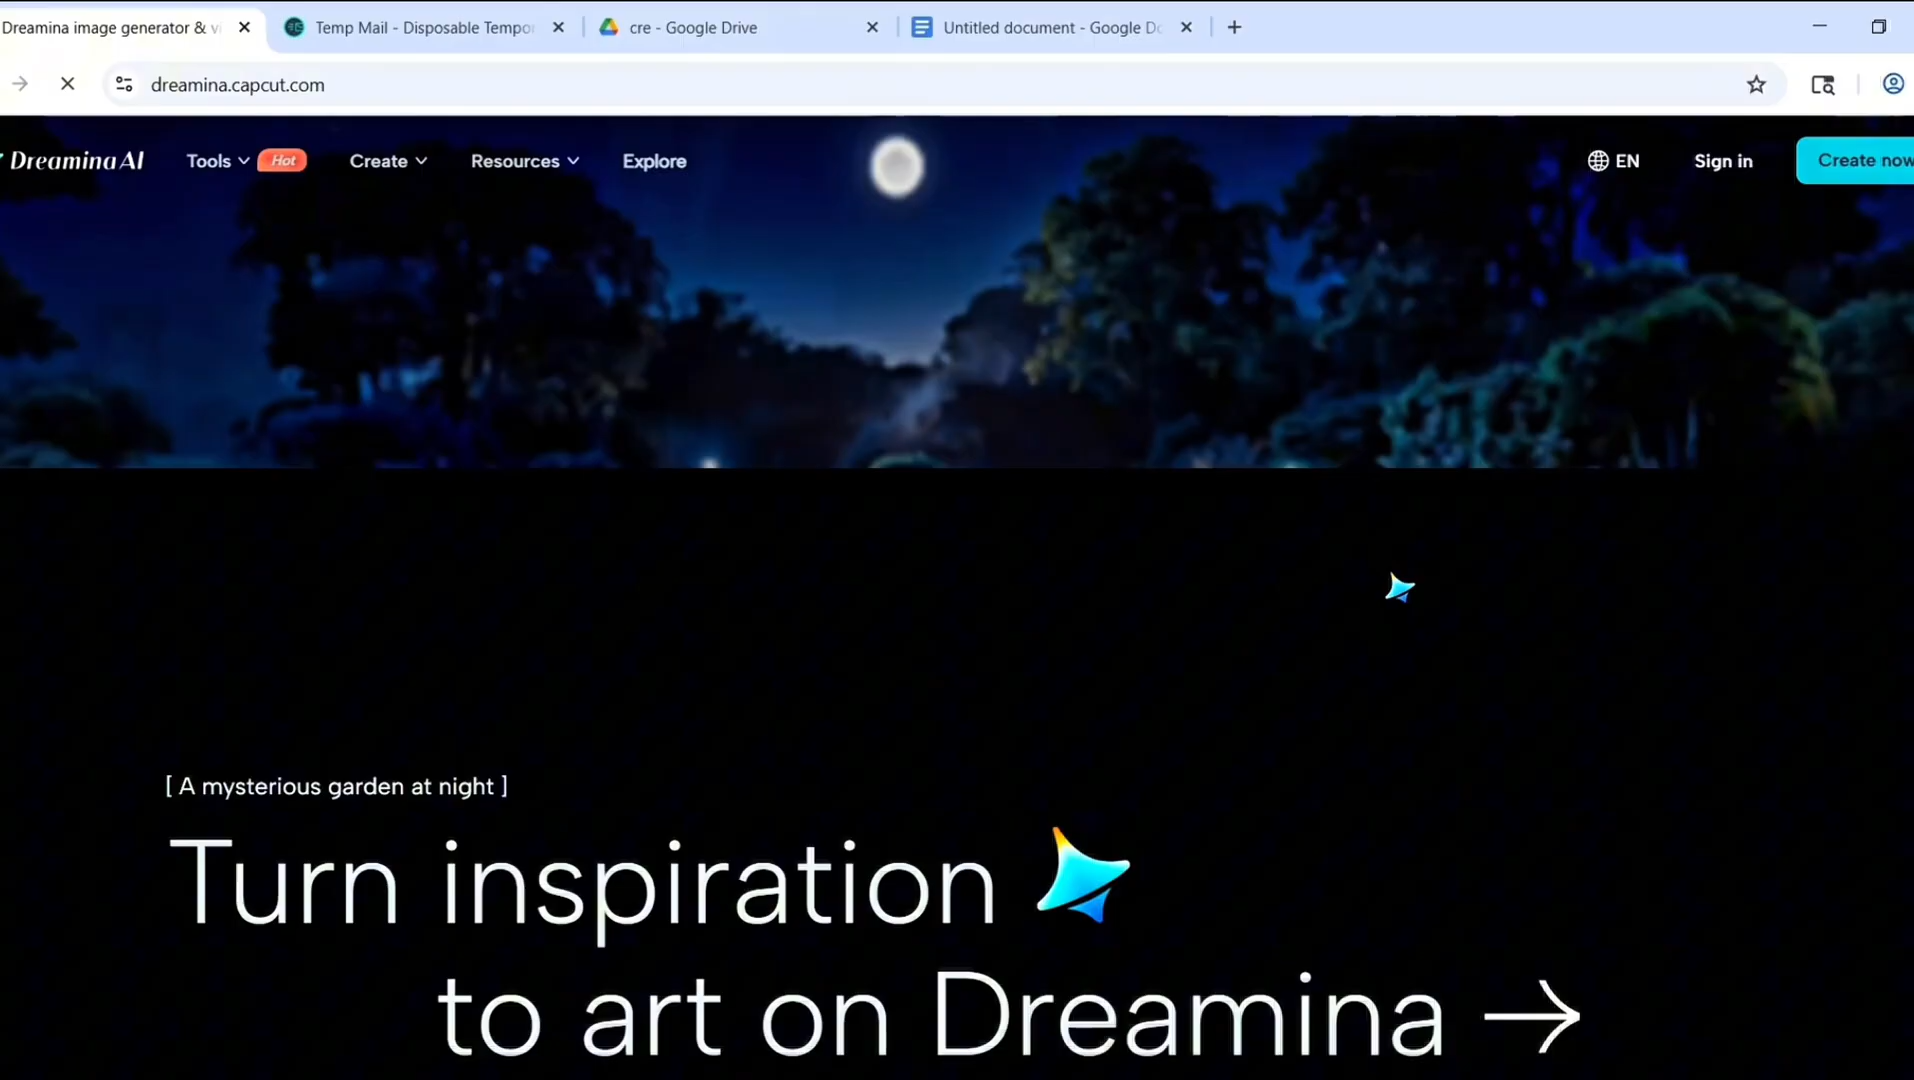 Dreamina image generator & vi
Temp Mail - Disposable Tempor
cre - Google Drive
Untitled document - Google Do
dreamina.capcut.com
Dreamina AI
Tools
Hot
Create
Resources
Explore
EN
Sign in
Create now
[ A mysterious garden at night ]
Turn inspiration
to art on Dreamina →